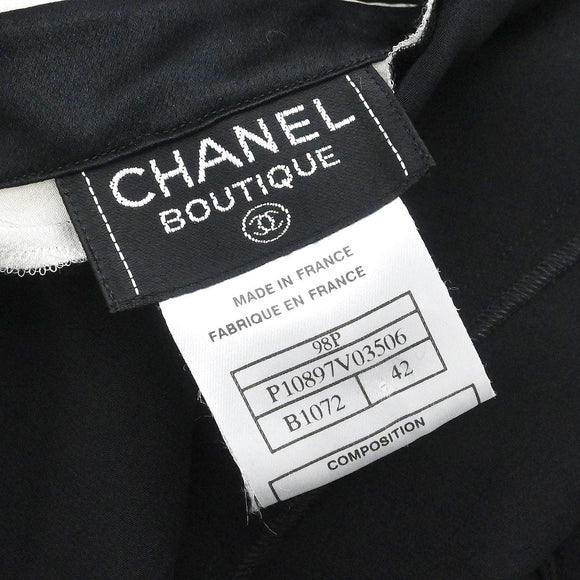 CHANEL
BOUTIQUE
MADE IN FRANCE
FABRIQUE EN FRANCE
98P
P10897V03506
B1072 42
COMPOSITION